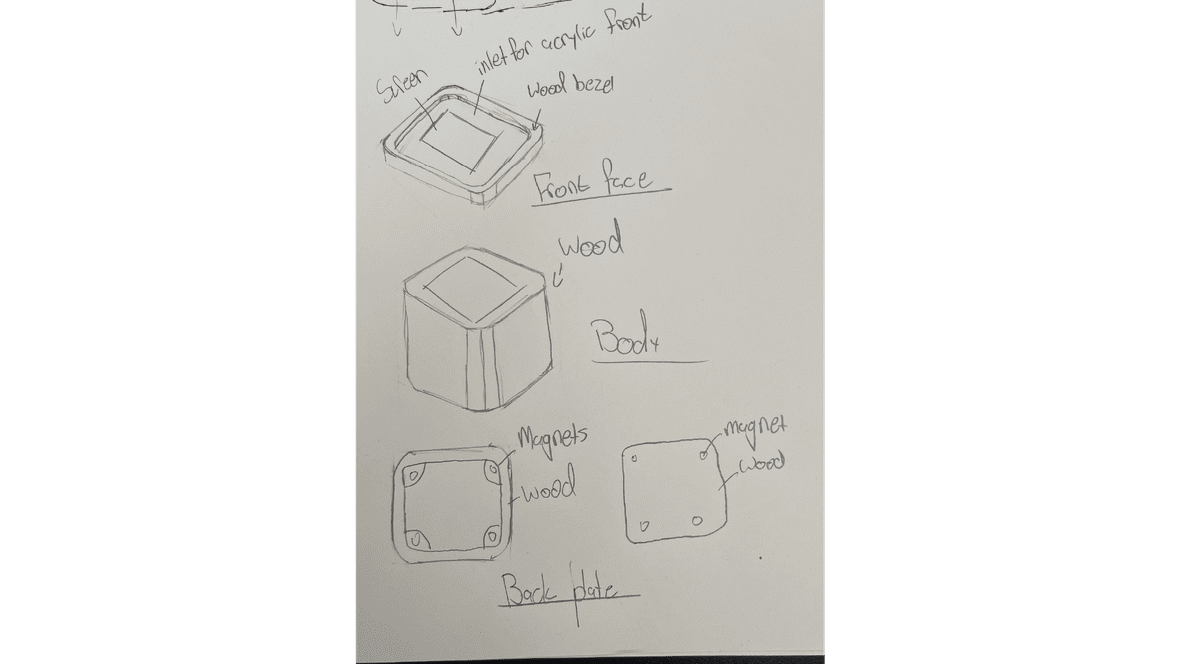 Screen
inlet for acrylic front
wood bezel
Front face
wood
Body
Magnets
wood
magnet
wood
Back plate